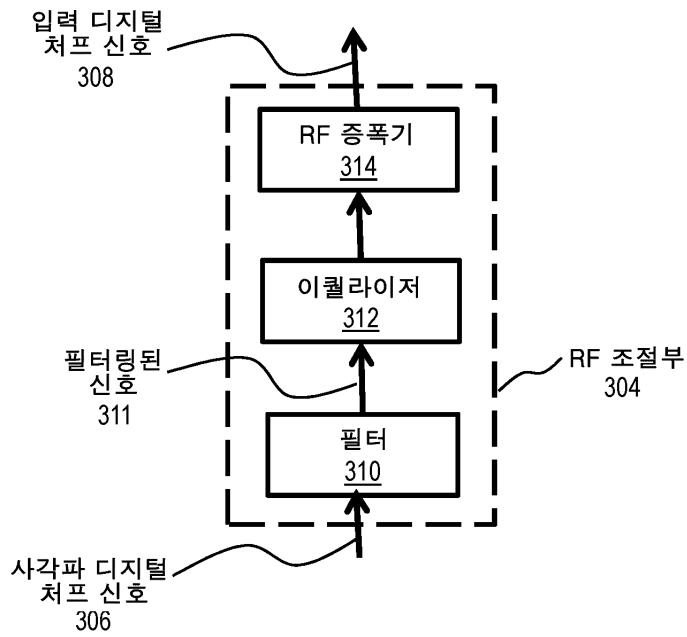 입력 디지털
처프 신호
308
RF 증폭기
314
이퀄라이저
312
필터링된
신호
311
RF 조절부
304
필터
310
사각파 디지털
처프 신호
306